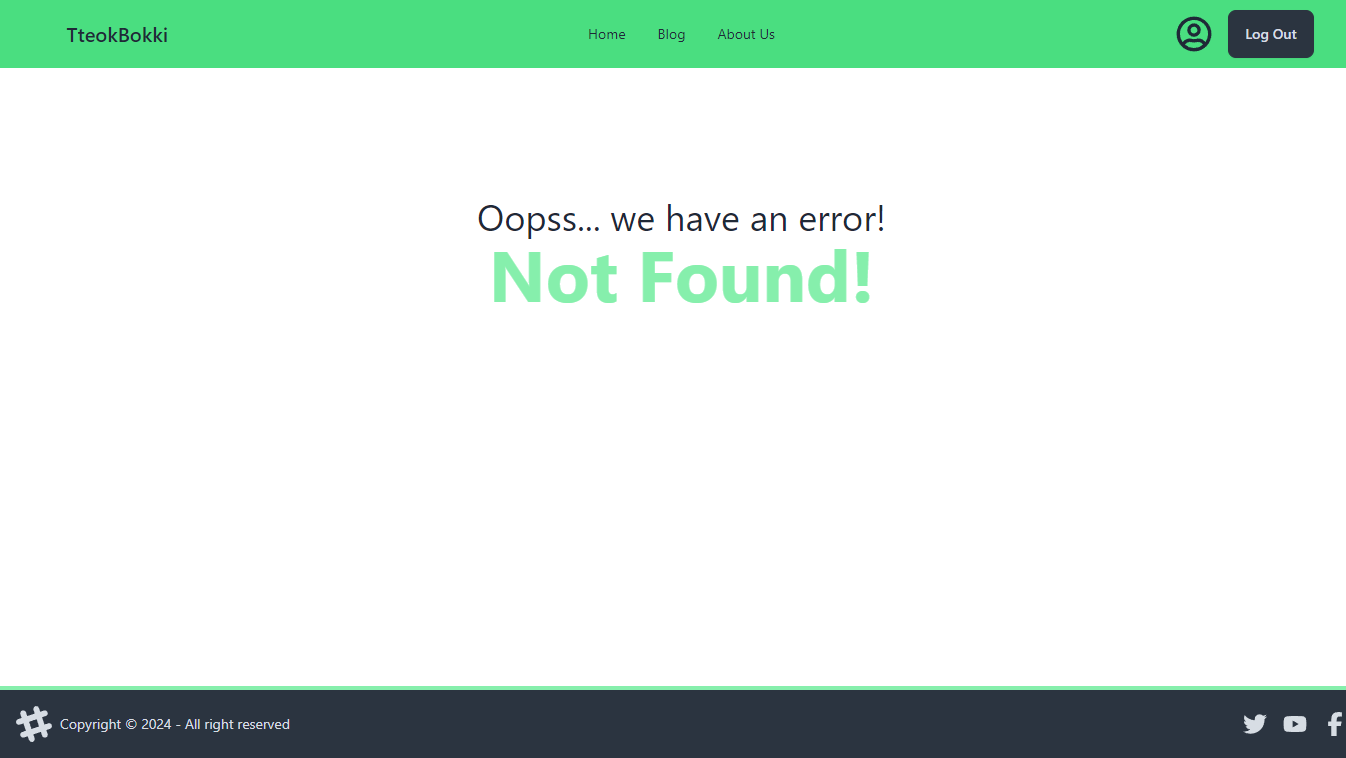 TteokBokki
Home
Blog
About Us
Log Out
Oopss... we have an error!
Not Found!
Copyright © 2024 - All right reserved